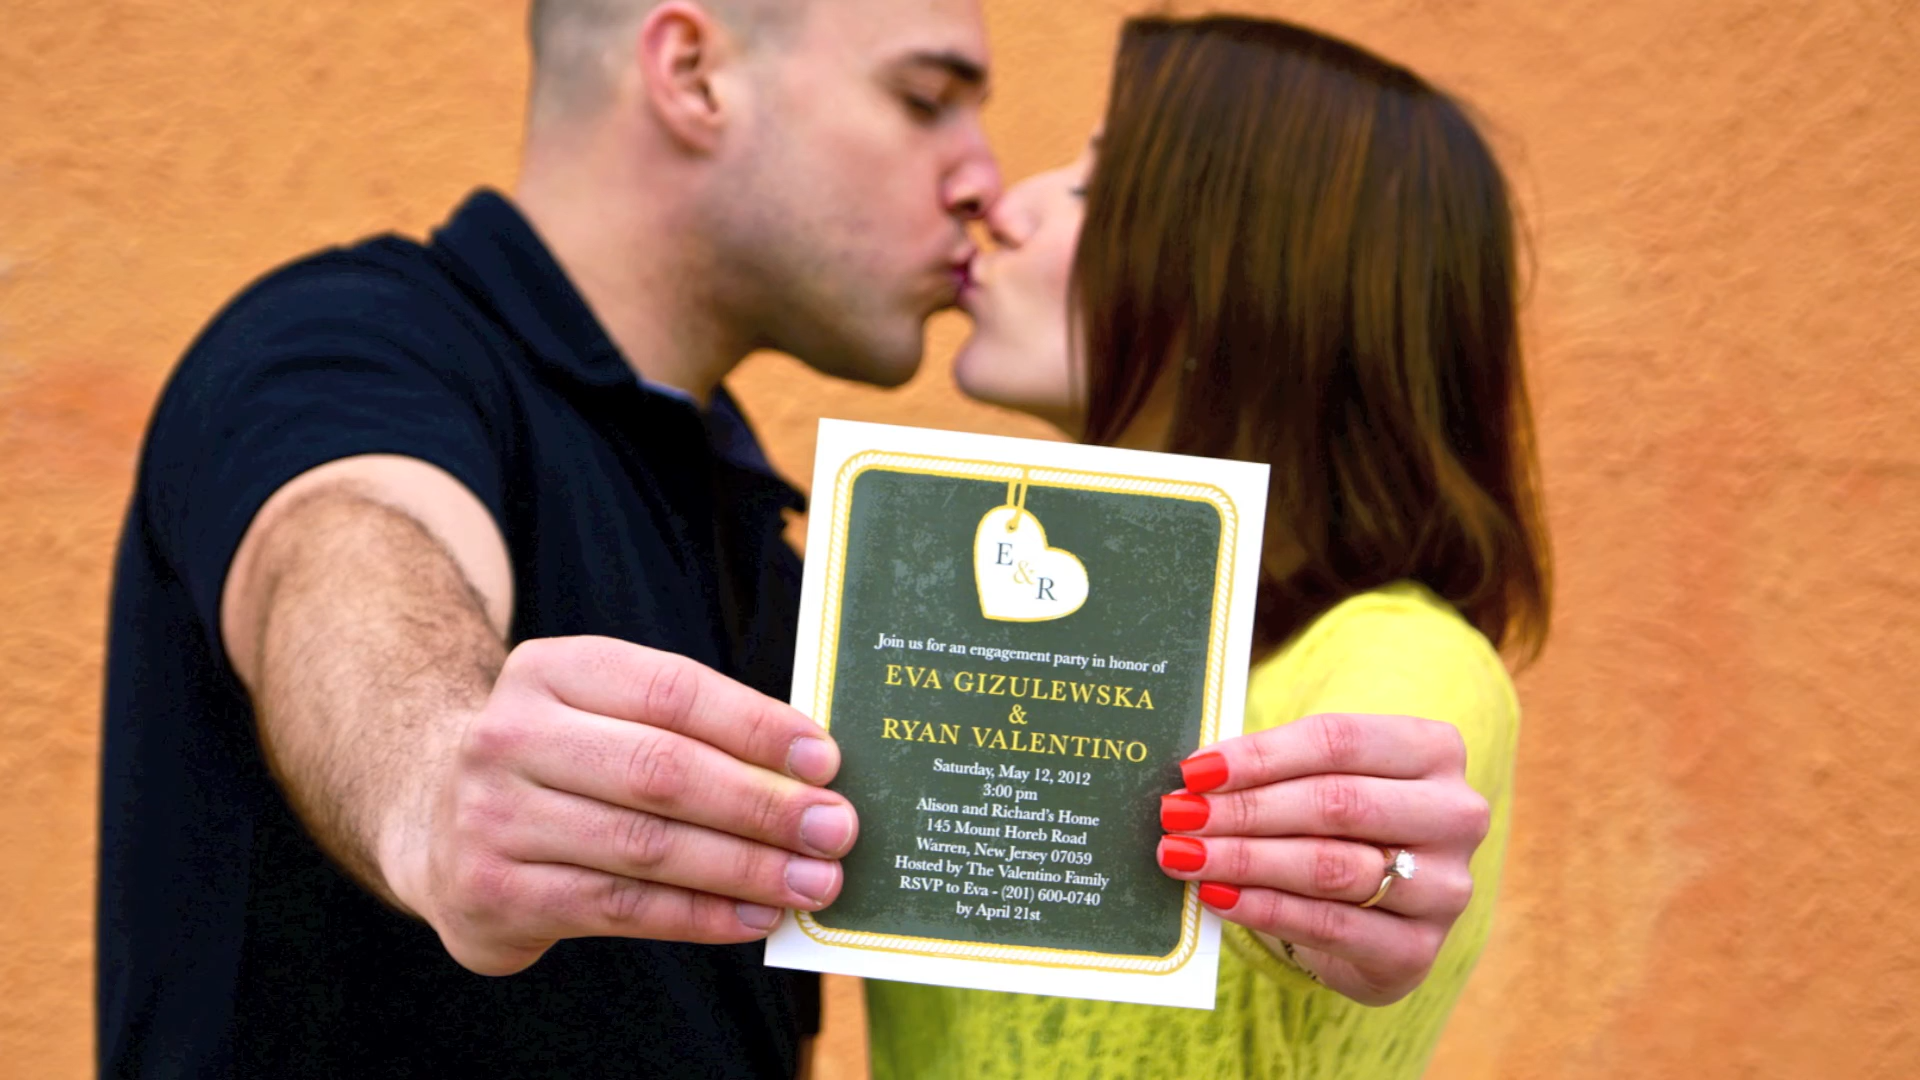 E
&
R
Join us for an engagement party in honor of
EVA GIZULEWSKA
&
RYAN VALENTINO
Saturday, May 12, 2012
3:00 pm
Alison and Richard's Home
145 Mount Horeb Road
Warren, New Jersey 07059
Hosted by The Valentino Family
RSVP to Eva - (201) 600-0740
by April 21st